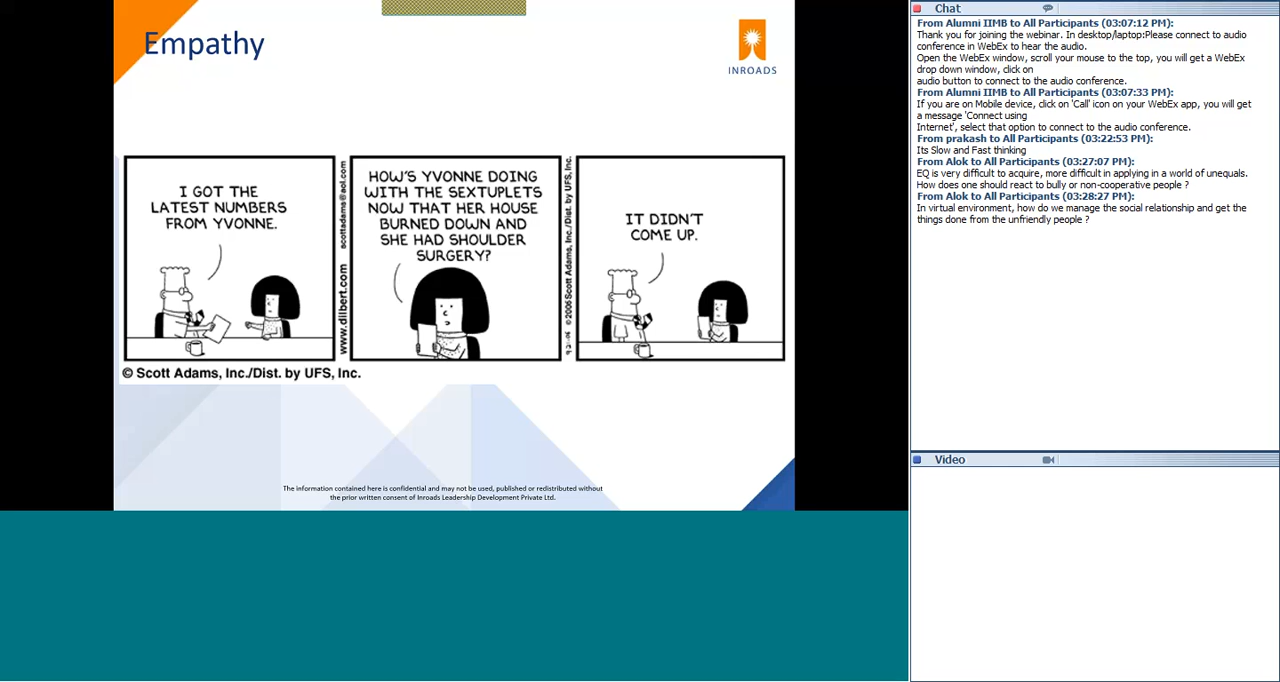 Empathy
INROADS
I GOT THE
LATEST NUMBERS
FROM YVONNE.
www.dilbert.com
scottadams@aol.com
HOW'S YVONNE DOING
WITH THE SEXTUPLETS
NOW THAT HER HOUSE
BURNED DOWN AND
SHE HAD SHOULDER
SURGERY?
© 2006 Scott Adams, Inc./Dist. by UFS, Inc.
IT DIDN'T
COME UP.
© Scott Adams, Inc./Dist. by UFS, Inc.
The information contained here is confidential and may not be used, published or redistributed without
the prior written consent of Inroads Leadership Development Private Ltd.
Chat
From Alumni IIMB to All Participants (03:07:12 PM):
Thank you for joining the webinar. In desktop/laptop:Please connect to audio
conference in WebEx to hear the audio.
Open the WebEx window, scroll your mouse to the top, you will get a WebEx
drop down window, click on
audio button to connect to the audio conference.
From Alumni IIMB to All Participants (03:07:33 PM):
If you are on Mobile device, click on 'Call' icon on your WebEx app, you will get
a message 'Connect using
Internet', select that option to connect to the audio conference.
From prakash to All Participants (03:22:53 PM):
Its Slow and Fast thinking
From Alok to All Participants (03:27:07 PM):
EQ is very difficult to acquire, more difficult in applying in a world of unequals.
How does one should react to bully or non-cooperative people ?
From Alok to All Participants (03:28:27 PM):
In virtual environment, how do we manage the social relationship and get the
things done from the unfriendly people ?
Video